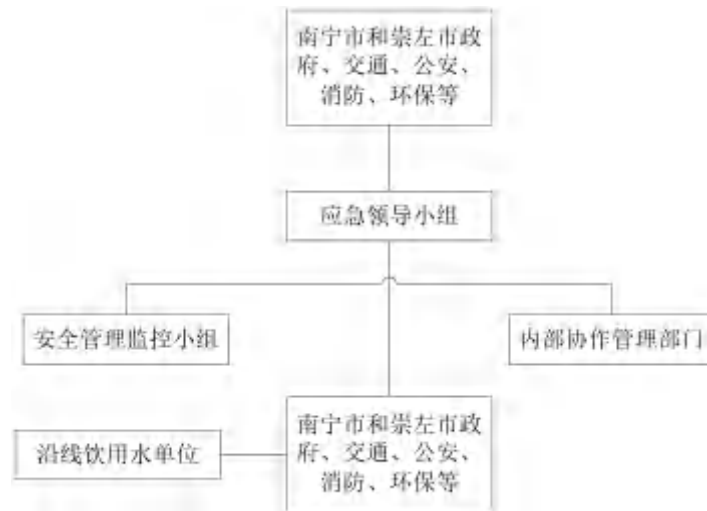 南宁市和崇左市政
府、交通、公安、
消防、环保等
应急领导小组
安全管理监控小组
内部协作管理部门
南宁市和崇左市政
府、交通、公安、
消防、环保等
沿线饮用水单位